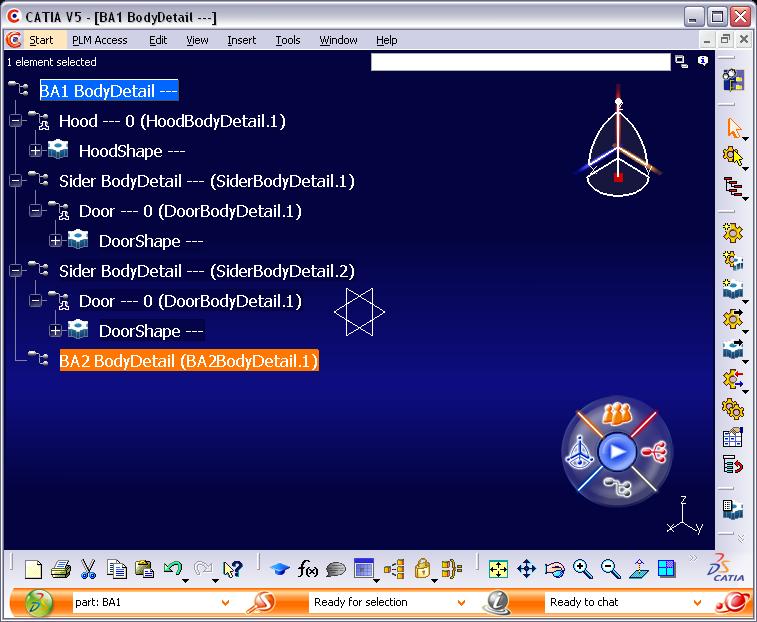 CATIA V5 - [BA1 BodyDetail ---]
Start PLM Access Edit View Insert Tools Window Help
1 element selected
BA1 BodyDetail ---
Hood --- 0 (HoodBodyDetail.1)
HoodShape ---
Sider BodyDetail --- (SiderBodyDetail.1)
Door --- 0 (DoorBodyDetail.1)
DoorShape ---
Sider BodyDetail --- (SiderBodyDetail.2)
Door --- 0 (DoorBodyDetail.1)
DoorShape ---
BA2 BodyDetail (BA2BodyDetail.1)
z
x y
f(x)
CATIA
part: BA1 Ready for selection Ready to chat